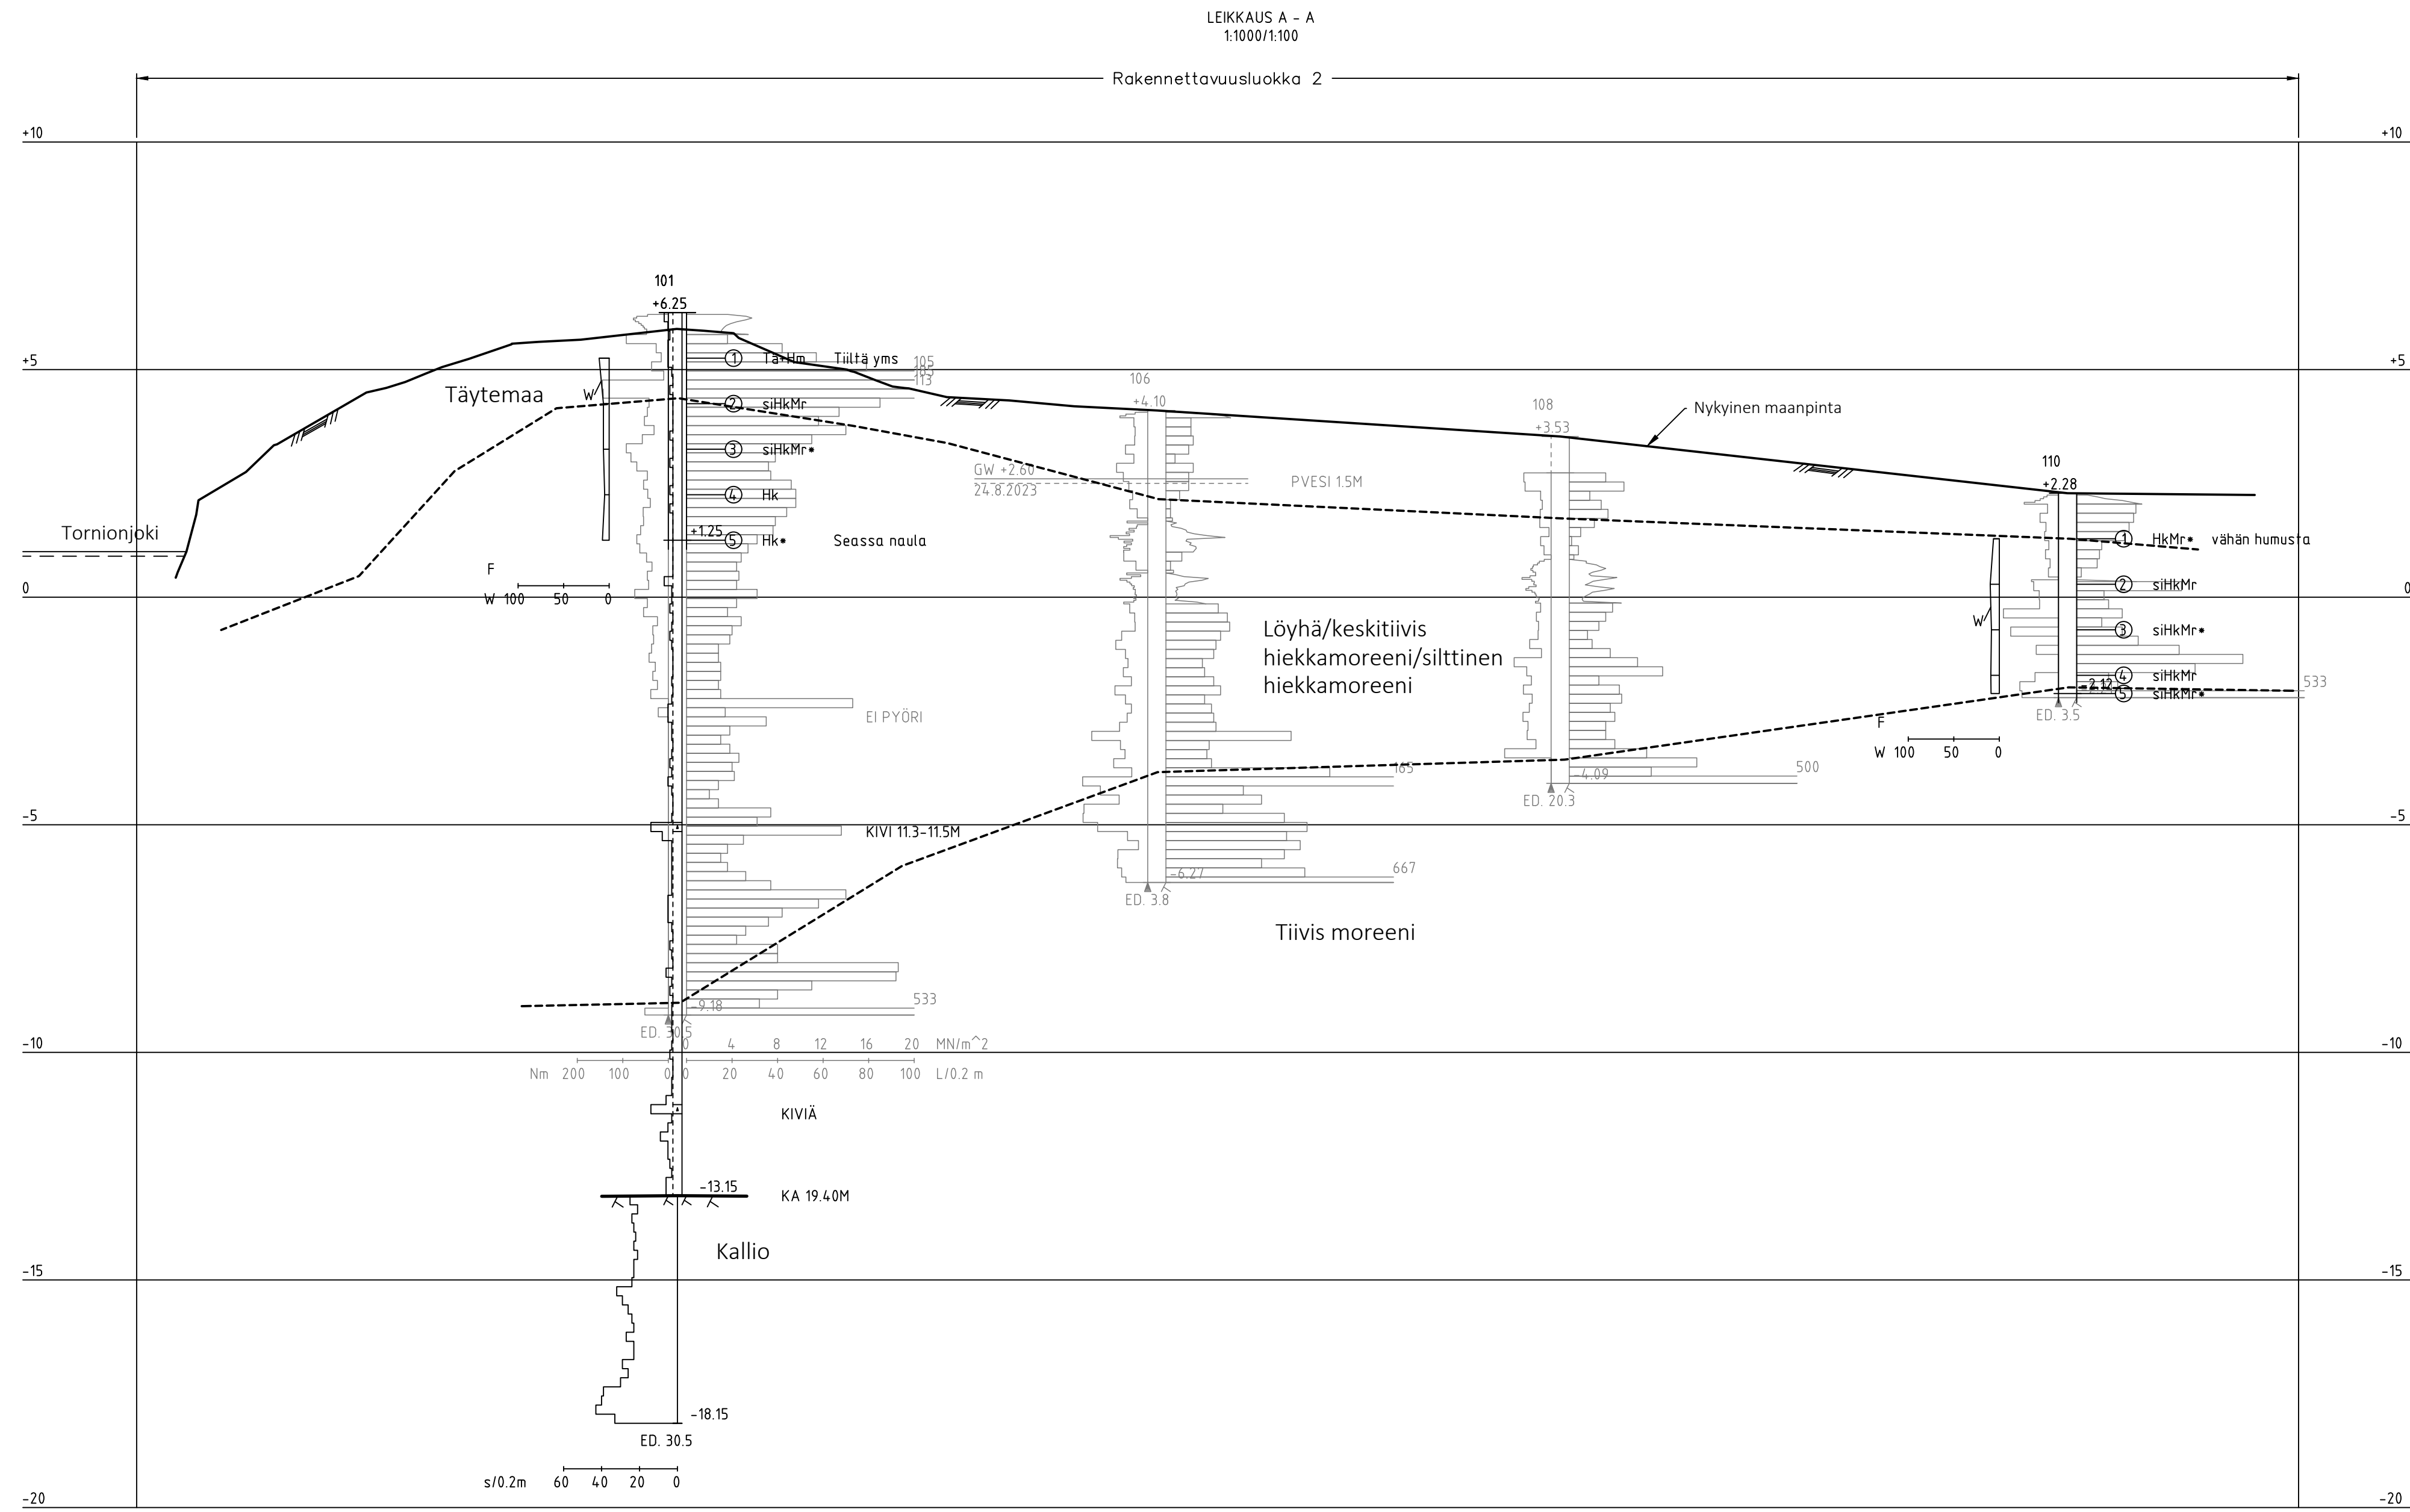 LEIKKAUS A - A
1:1000/1:100
Rakennettavuusluokka 2
+10
+10
101
+6.25
+5
+5
Tä+Hm
Tiiltä yms
1
105
105
113
106
+4.10
Täytemaa
W
2
siHkMr
108
+3.53
Nykyinen maanpinta
3
siHkMr*
GW +2.60
24.8.2023
PVESI 1.5M
110
+2.28
4
Hk
Tornionjoki
+1.25
5
Hk*
Seassa naula
1
HkMr*
vähän humusta
F
W 100 50 0
0
0
2
siHkMr
W
3
siHkMr*
Löyhä/keskitiivis
hiekkamoreeni/silttinen
hiekkamoreeni
4
siHkMr
-2.12
5
siHkMr*
533
ED. 3.5
EI PYÖRI
F
W 100 50 0
165
-4.09
500
ED. 20.3
-5
-5
KIVI 11.3-11.5M
-6.27
667
ED. 3.8
Tiivis moreeni
-9.18
533
ED. 30.5
-10
-10
0 4 8 12 16 20 MN/m^2
Nm 200 100 0 0 20 40 60 80 100 L/0.2 m
KIVIÄ
-13.15
KA 19.40M
Kallio
-15
-15
-18.15
ED. 30.5
s/0.2m 60 40 20 0
-20
-20